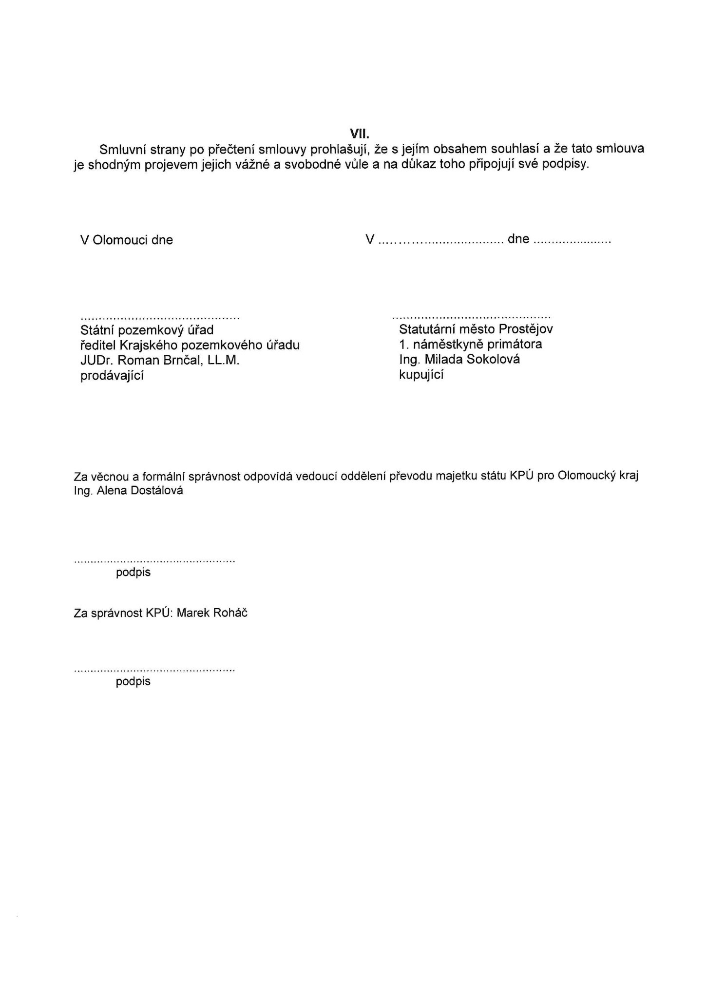 VII.
Smluvní strany po přečtení smlouvy prohlašují, že s jejím obsahem souhlasí a že tato smlouva
je shodným projevem jejich vážné a svobodné vůle a na důkaz toho připojují své podpisy.
V Olomouci dne
V .................................. dne .....................
............................................
Státní pozemkový úřad
ředitel Krajského pozemkového úřadu
JUDr. Roman Brnčal, LL.M.
prodávající
............................................
Statutární město Prostějov
1. náměstkyně primátora
Ing. Milada Sokolová
kupující
Za věcnou a formální správnost odpovídá vedoucí oddělení převodu majetku státu KPÚ pro Olomoucký kraj
Ing. Alena Dostálová
.................................................
podpis
Za správnost KPÚ: Marek Roháč
.................................................
podpis